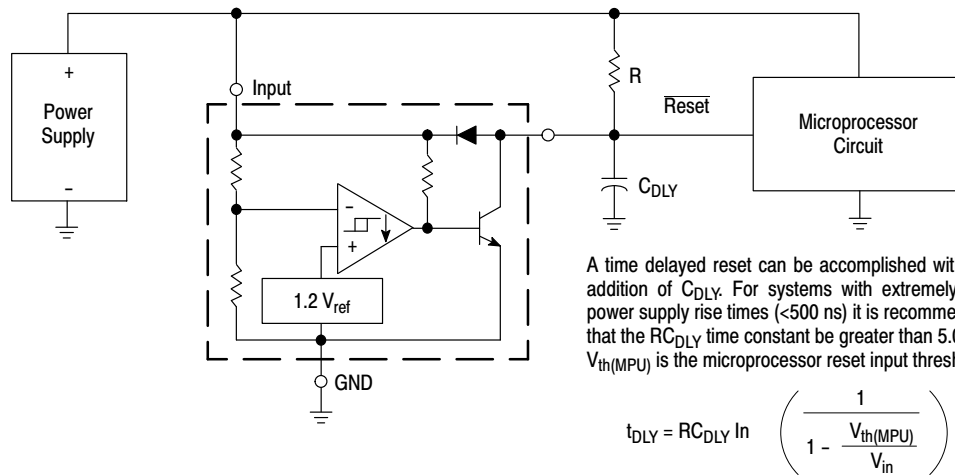 Power
Supply
+
−
Input
R
Reset
Microprocessor
Circuit
C_DLY
−
+
1.2 V_ref
GND
A time delayed reset can be accomplished wit
addition of C_DLY. For systems with extremely
power supply rise times (<500 ns) it is recomme
that the RC_DLY time constant be greater than 5.0
V_th(MPU) is the microprocessor reset input thresh
t_DLY = RC_DLY In ( 1 / ( 1 - V_th(MPU) / V_in ) )